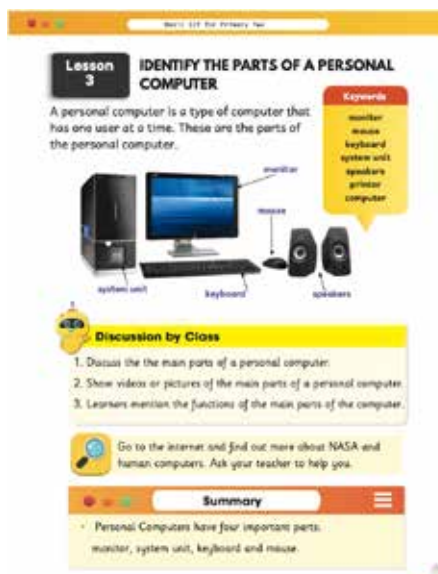 Basic ICT for Primary Two
Lesson
3
IDENTIFY THE PARTS OF A PERSONAL
COMPUTER
A personal computer is a type of computer that
has one user at a time. These are the parts of
the personal computer.
Keywords
monitor
mouse
keyboard
system unit
speakers
printer
computer
monitor
mouse
system unit
keyboard
speakers
Discussion by Class
1. Discuss the the main parts of a personal computer.
2. Show videos or pictures of the main parts of a personal computer.
3. Learners mention the functions of the main parts of the computer.
Go to the internet and find out more about NASA and
human computers. Ask your teacher to help you.
Summary
· Personal Computers have four important parts:
monitor, system unit, keyboard and mouse.